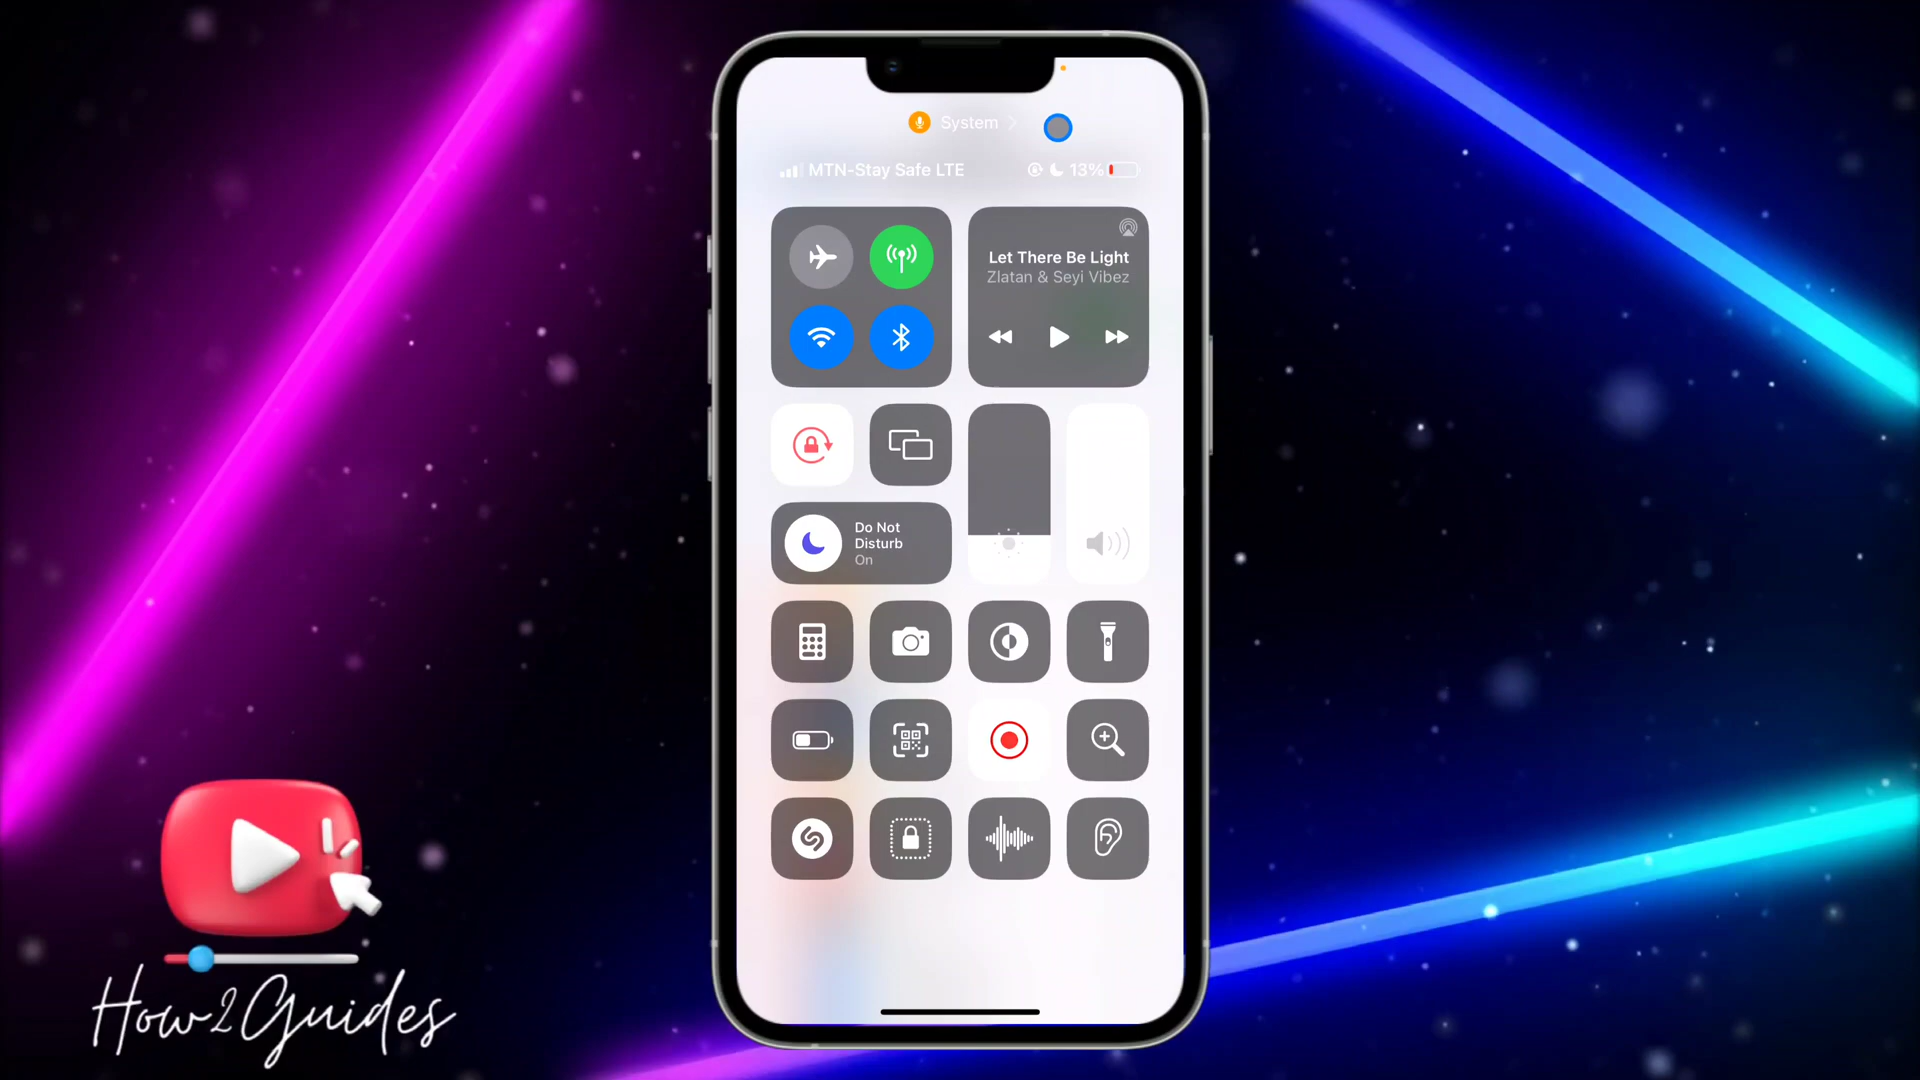 System
MTN-Stay Safe LTE
13%
Let There Be Light
Zlatan & Seyi Vibez
Do Not
Disturb
On
How2Guides